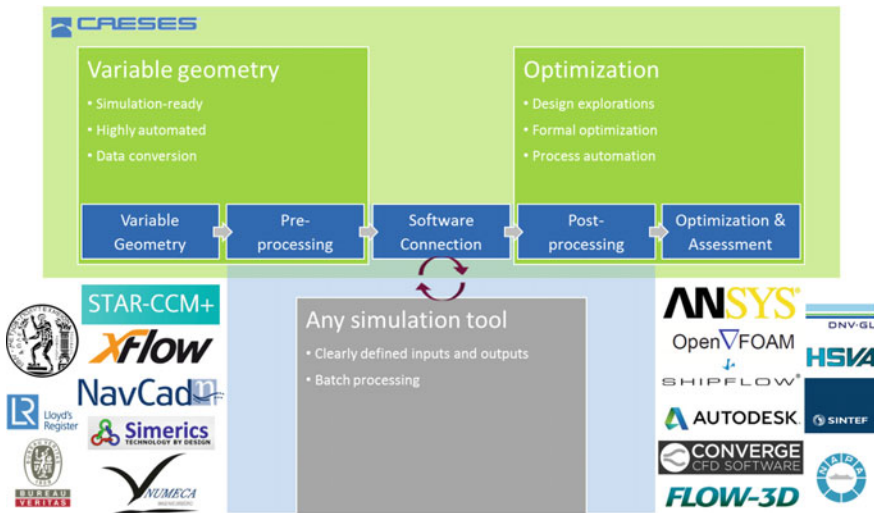 CAESES
Variable geometry
• Simulation-ready
• Highly automated
• Data conversion
Optimization
• Design explorations
• Formal optimization
• Process automation
Variable
Geometry
Pre-
processing
Software
Connection
Post-
processing
Optimization &
Assessment
Any simulation tool
• Clearly defined inputs and outputs
• Batch processing
STAR-CCM+
XFlow
NavCad
LR
Lloyd's
Register
Simerics
TECHNOLOGY BY DESIGN
BUREAU
VERITAS
NUMECA
ANSYS®
OpenFOAM
SHIPFLOW®
AUTODESK.
CONVERGE
CFD SOFTWARE
FLOW-3D
DNV·GL
HSVA
SINTEF
NAPA